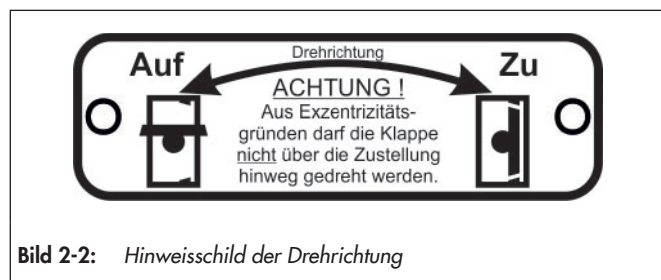 Drehrichtung
Auf
Zu
ACHTUNG !
Aus Exzentrizitäts-
gründen darf die Klappe
nicht über die Zustellung
hinweg gedreht werden.
Bild 2-2: Hinweisschild der Drehrichtung